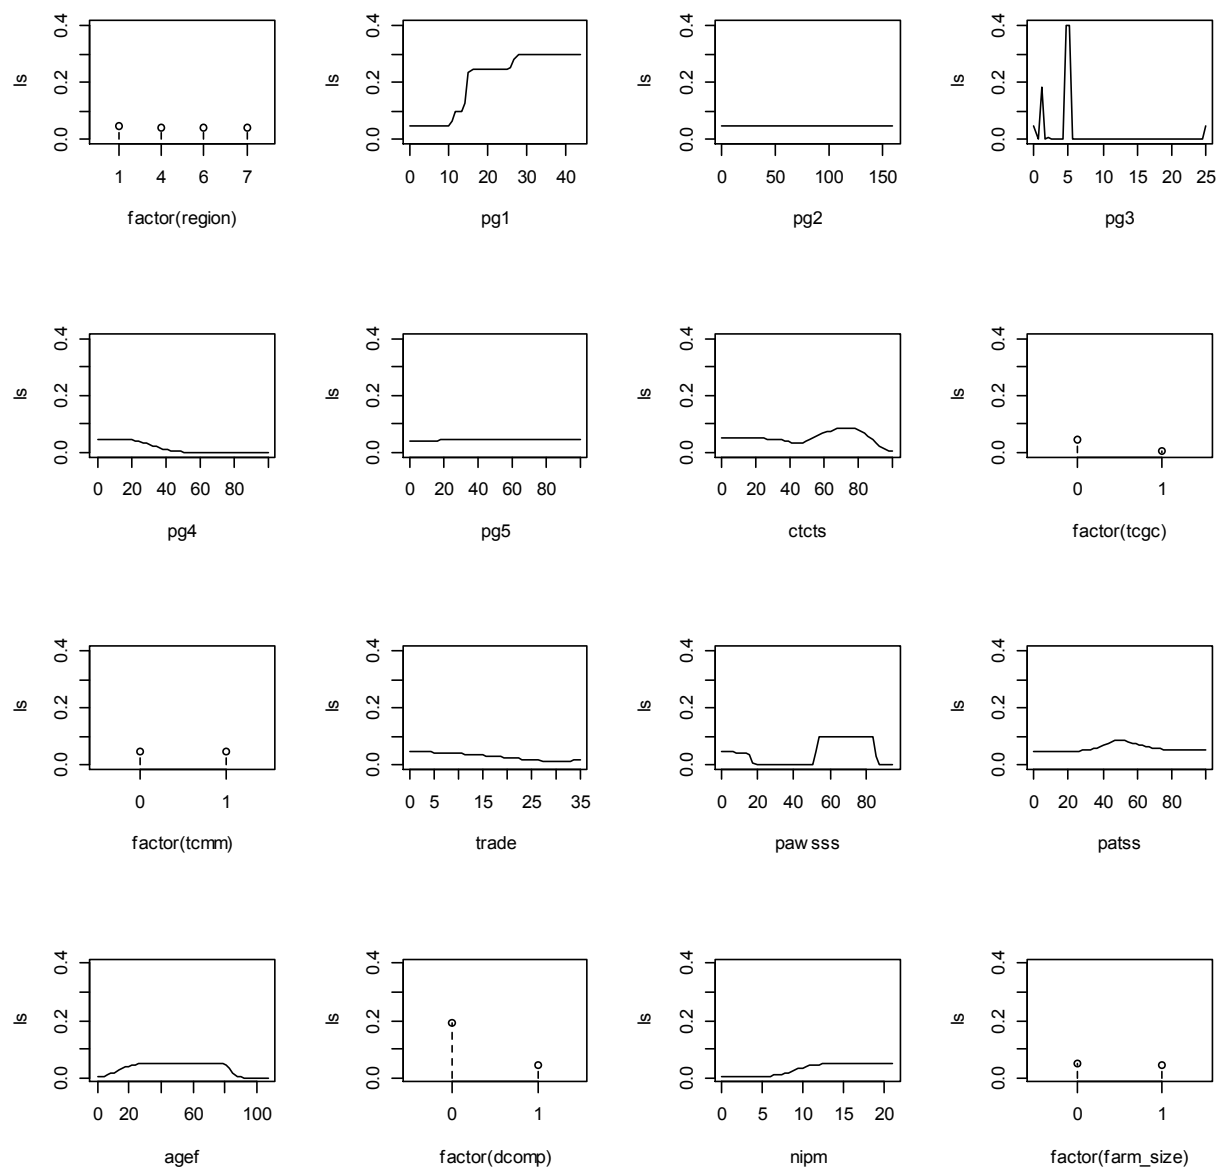 ls
0.0 0.2 0.4
1 4 6 7
factor(region)
ls
0.0 0.2 0.4
0 10 20 30 40
pg1
ls
0.0 0.2 0.4
0 50 100 150
pg2
ls
0.0 0.2 0.4
0 5 10 15 20 25
pg3
ls
0.0 0.2 0.4
0 20 40 60 80
pg4
ls
0.0 0.2 0.4
0 20 40 60 80
pg5
ls
0.0 0.2 0.4
0 20 40 60 80
ctcts
ls
0.0 0.2 0.4
0 1
factor(tcgc)
ls
0.0 0.2 0.4
0 1
factor(tcmm)
ls
0.0 0.2 0.4
0 5 15 25 35
trade
ls
0.0 0.2 0.4
0 20 40 60 80
paw sss
ls
0.0 0.2 0.4
0 20 40 60 80
patss
ls
0.0 0.2 0.4
0 20 60 100
agef
ls
0.0 0.2 0.4
0 1
factor(dcomp)
ls
0.0 0.2 0.4
0 5 10 15 20
nipm
ls
0.0 0.2 0.4
0 1
factor(farm_size)